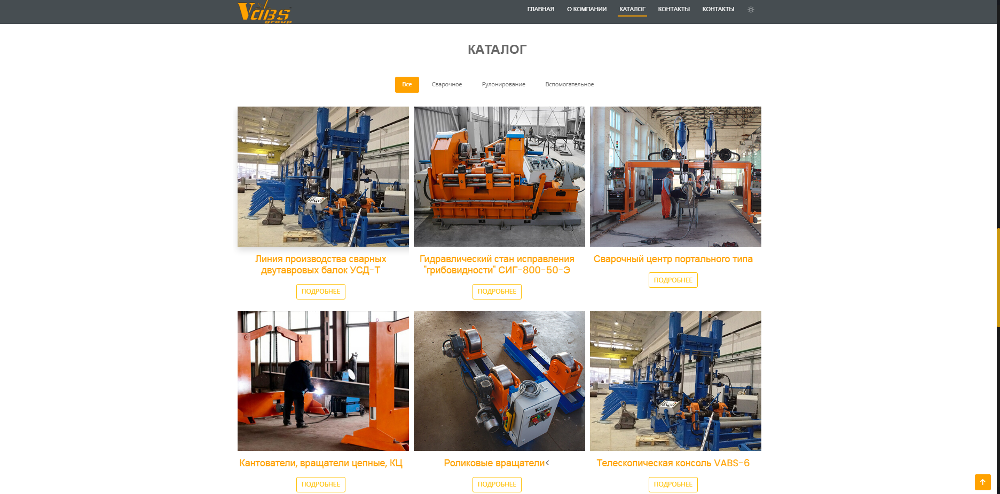 Vabs
group
ГЛАВНАЯ О КОМПАНИИ КАТАЛОГ КОНТАКТЫ КОНТАКТЫ
КАТАЛОГ
Все Сварочное Рулонирование Вспомогательное
Линия производства сварных
двутавровых балок УСД-Т
ПОДРОБНЕЕ
Гидравлический стан исправления
"грибовидности" СИГ-800-50-Э
ПОДРОБНЕЕ
Сварочный центр портального типа
ПОДРОБНЕЕ
Кантователи, вращатели цепные, КЦ
ПОДРОБНЕЕ
Роликовые вращатели<
ПОДРОБНЕЕ
Телескопическая консоль VABS-6
ПОДРОБНЕЕ